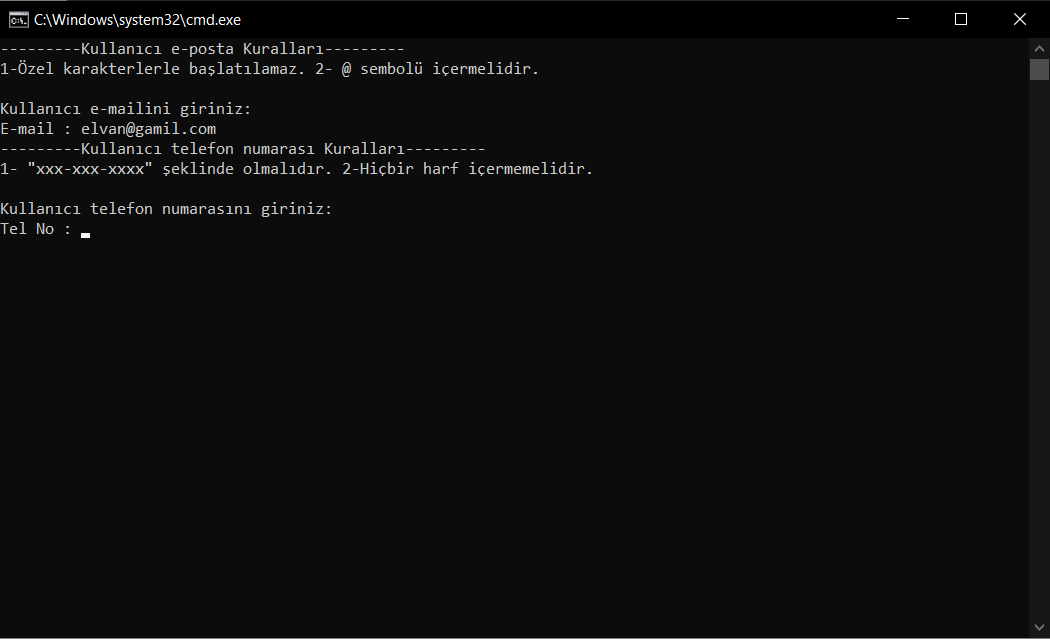 C:\Windows\system32\cmd.exe
---------Kullanıcı e-posta Kuralları---------
1-Özel karakterlerle başlatılamaz. 2- @ sembolü içermelidir.
Kullanıcı e-mailini giriniz:
E-mail : elvan@gamil.com
---------Kullanıcı telefon numarası Kuralları---------
1- "xxx-xxx-xxxx" şeklinde olmalıdır. 2-Hiçbir harf içermemelidir.
Kullanıcı telefon numarasını giriniz:
Tel No :